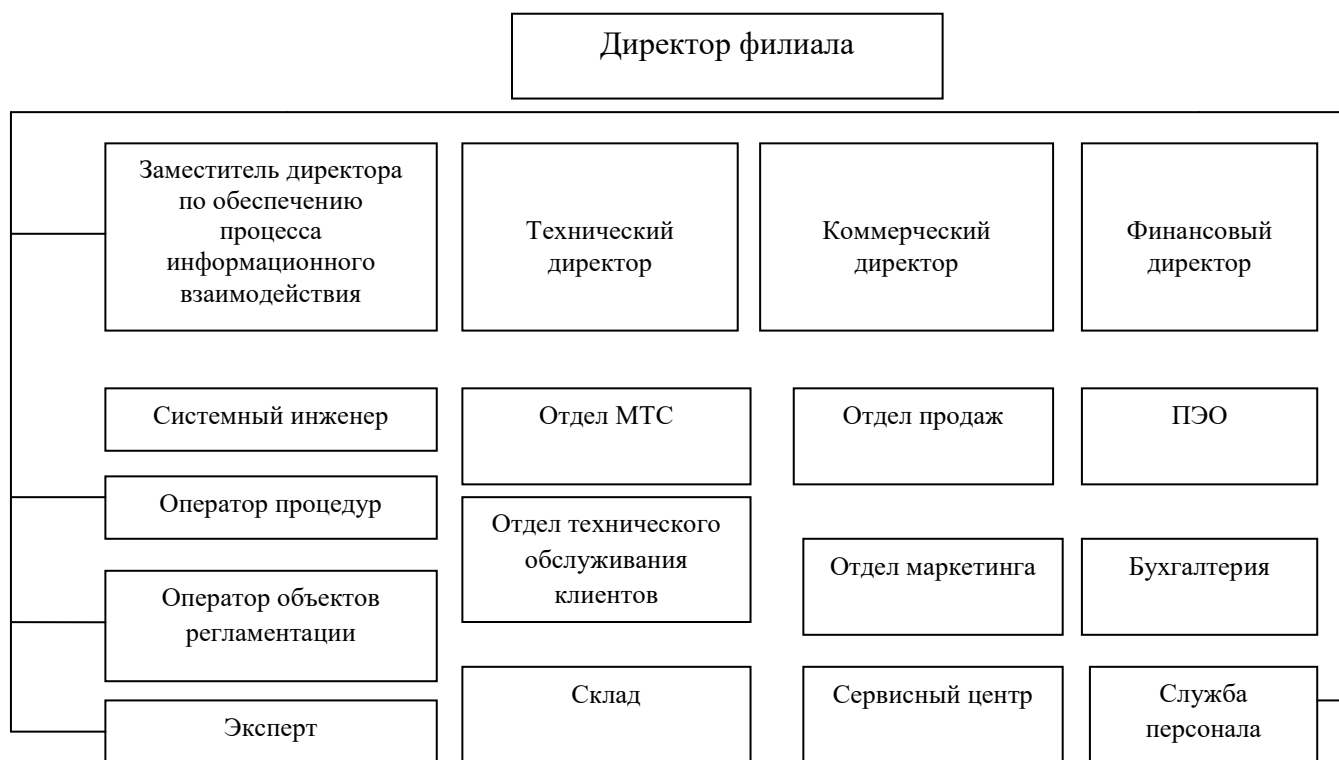 Директор филиала
Заместитель директора
по обеспечению
процесса
информационного
взаимодействия
Технический
директор
Коммерческий
директор
Финансовый
директор
Системный инженер
Отдел МТС
Отдел продаж
ПЭО
Оператор процедур
Отдел технического
обслуживания
клиентов
Отдел маркетинга
Бухгалтерия
Оператор объектов
регламентации
Склад
Сервисный центр
Служба
персонала
Эксперт